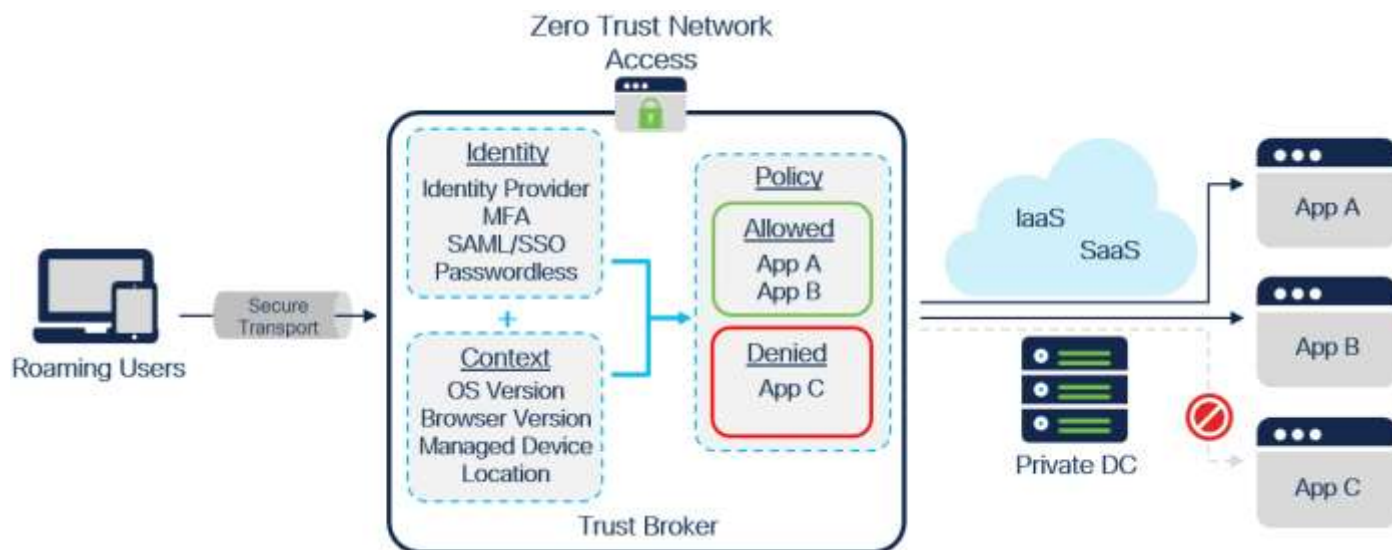 Zero Trust Network
Access
Identity
Identity Provider
MFA
SAML/SSO
Passwordless
+
Context
OS Version
Browser Version
Managed Device
Location
Policy
Allowed
App A
App B
Denied
App C
Trust Broker
Secure
Transport
Roaming Users
IaaS
SaaS
Private DC
App A
App B
App C